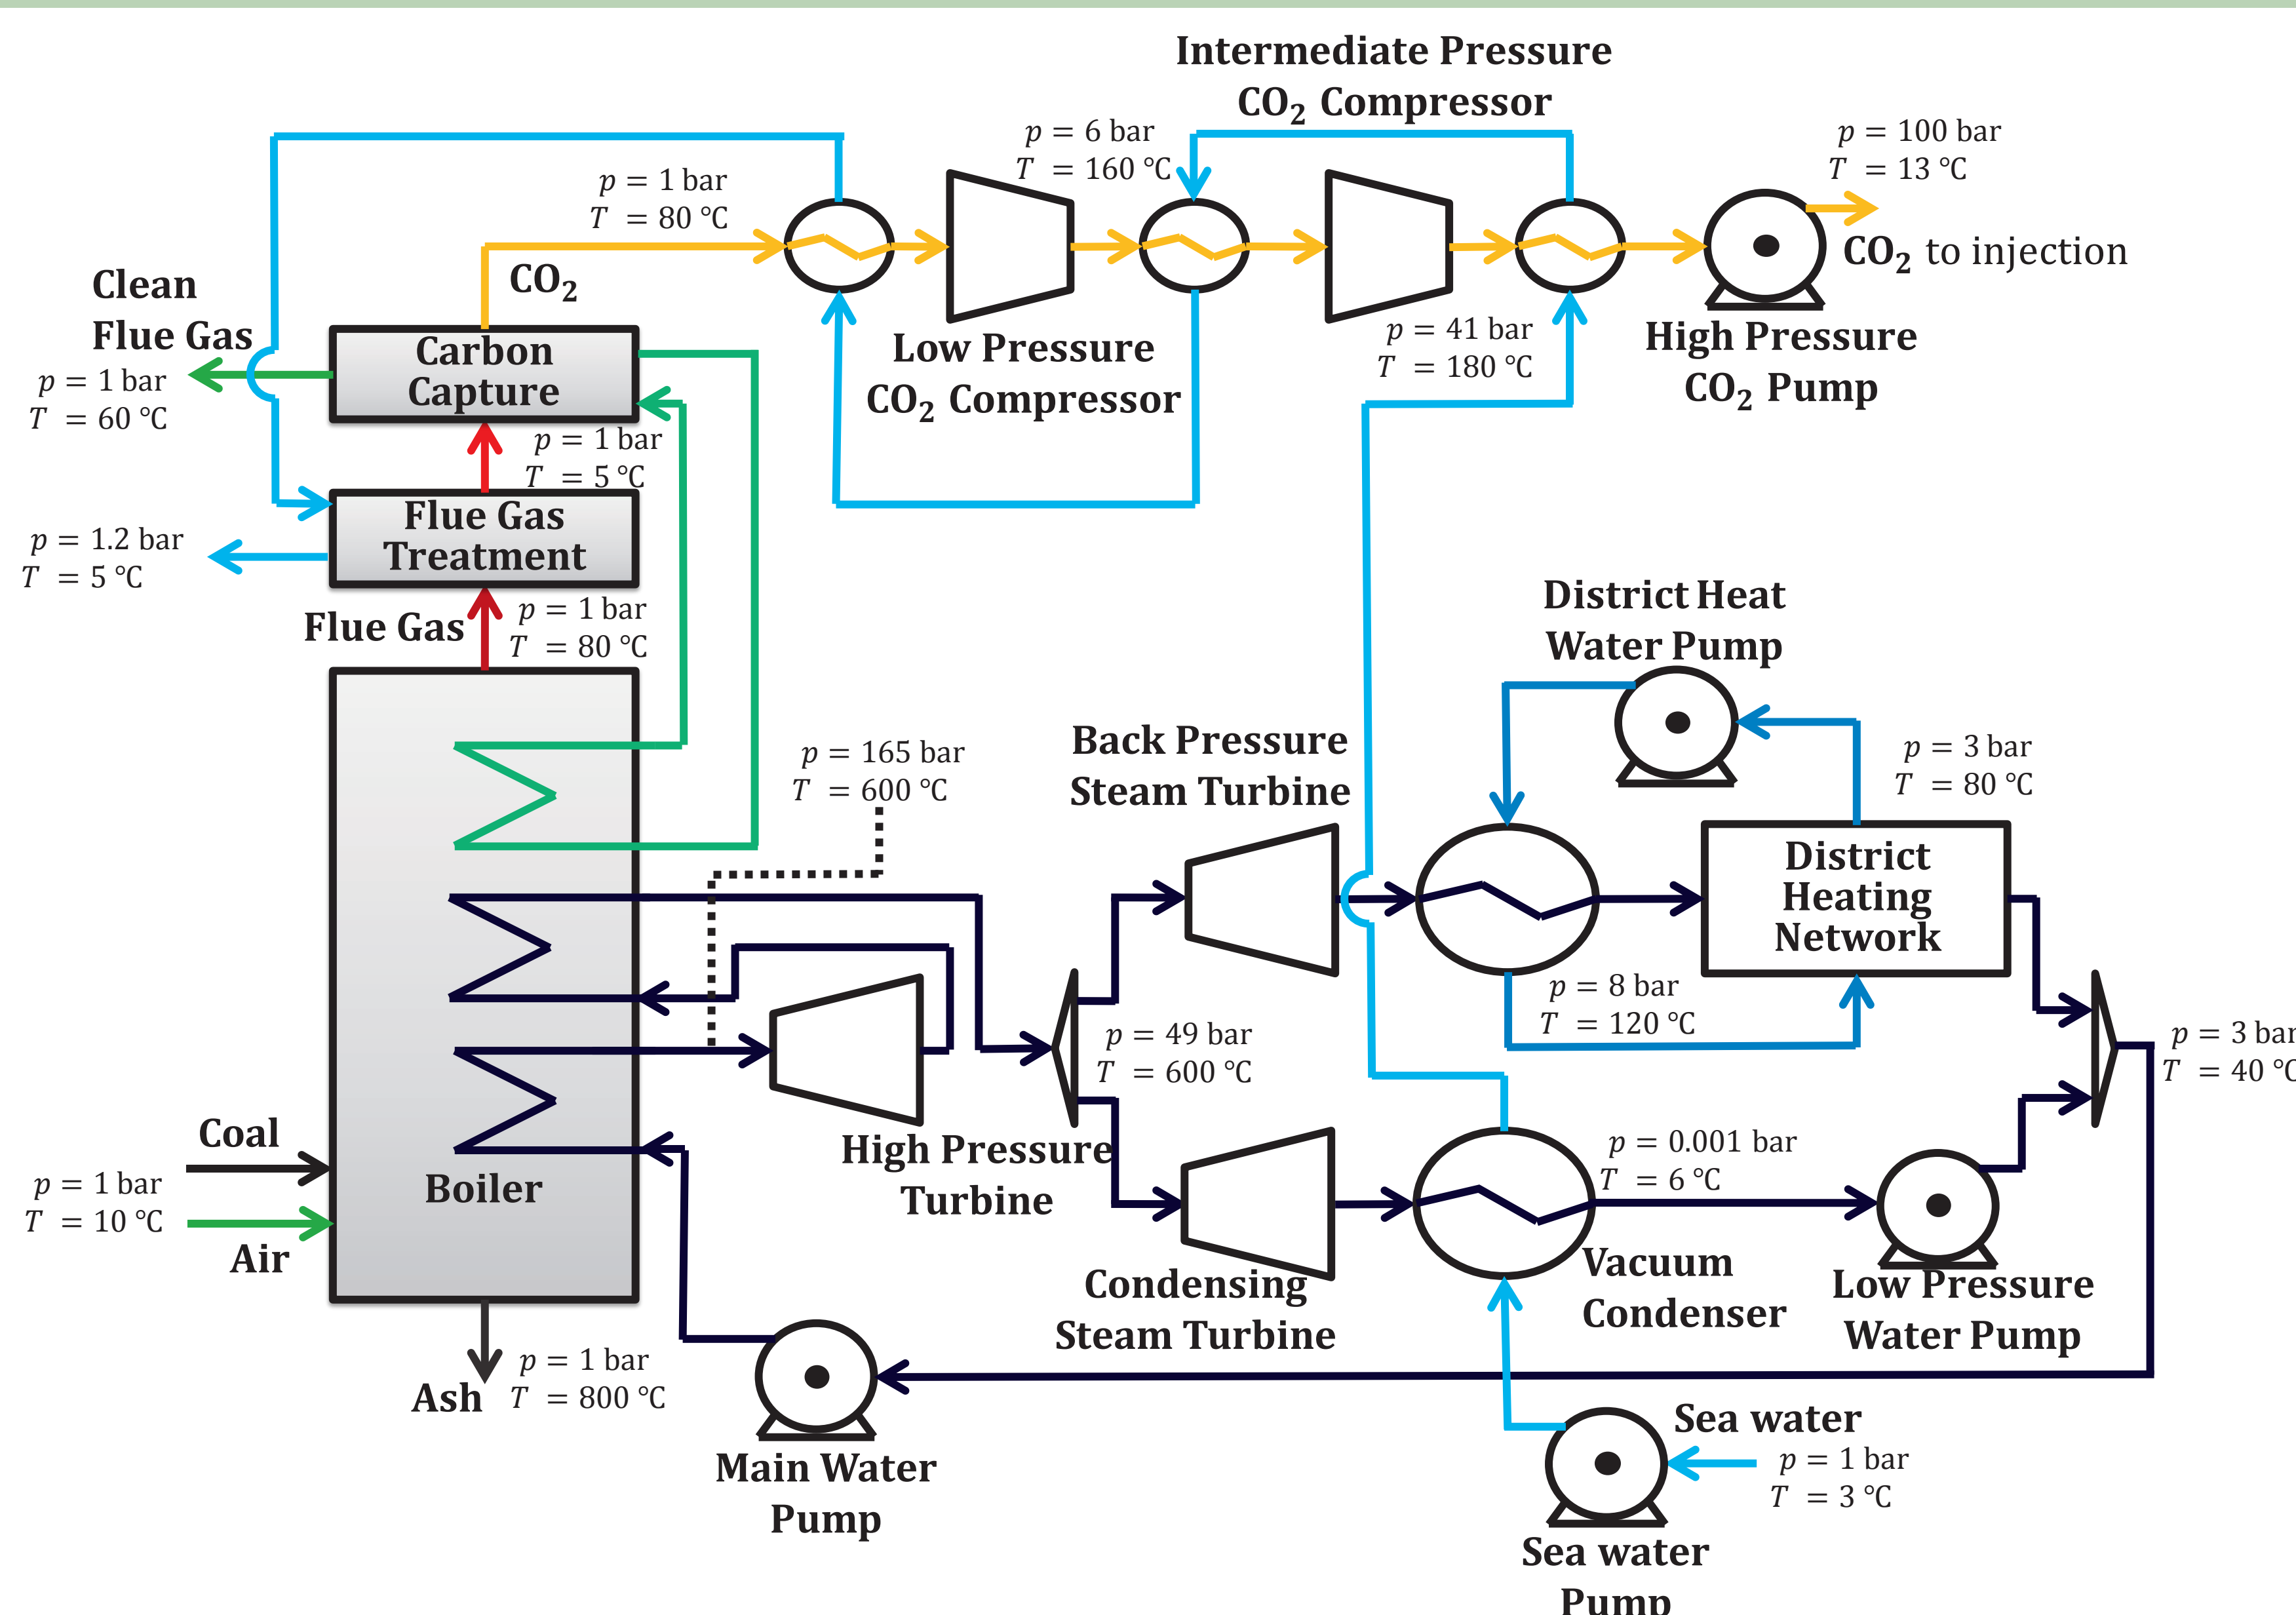 Intermediate Pressure
CO₂ Compressor
p = 6 bar
T = 160 °C
p = 100 bar
T = 13 °C
p = 1 bar
T = 80 °C
CO₂ to injection
CO₂
Clean
Flue Gas
p = 1 bar
T = 60 °C
Carbon
Capture
Low Pressure
CO₂ Compressor
p = 41 bar
T = 180 °C
High Pressure
CO₂ Pump
p = 1 bar
T = 5 °C
Flue Gas
Treatment
p = 1.2 bar
T = 5 °C
Flue Gas
p = 1 bar
T = 80 °C
District Heat
Water Pump
p = 165 bar
T = 600 °C
Back Pressure
Steam Turbine
p = 3 bar
T = 80 °C
District
Heating
Network
p = 8 bar
T = 120 °C
p = 49 bar
T = 600 °C
p = 3 bar
T = 40 °C
Coal
p = 1 bar
T = 10 °C
Air
Boiler
High Pressure
Turbine
p = 0.001 bar
T = 6 °C
Condensing
Steam Turbine
Vacuum
Condenser
Low Pressure
Water Pump
Ash
p = 1 bar
T = 800 °C
Main Water
Pump
Sea water
p = 1 bar
T = 3 °C
Sea water
Pump